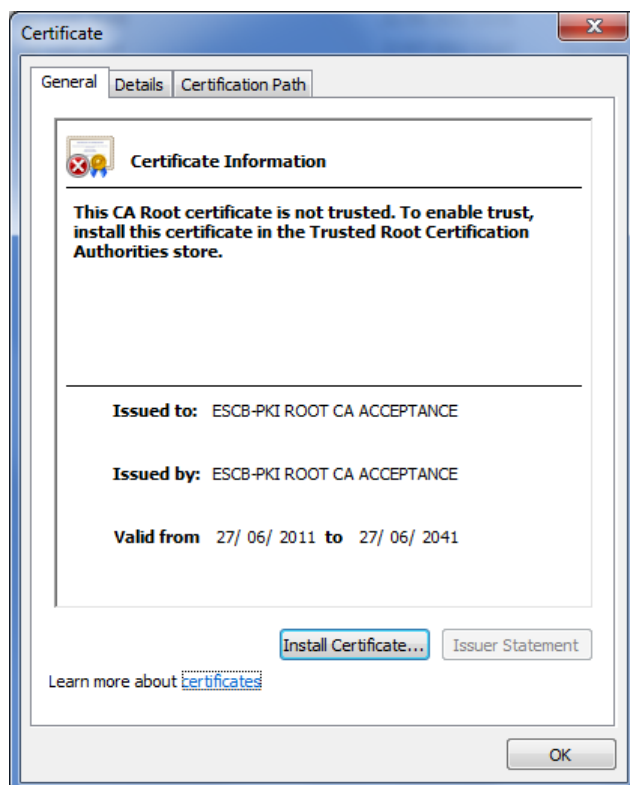 Certificate
General Details Certification Path
Certificate Information
This CA Root certificate is not trusted. To enable trust,
install this certificate in the Trusted Root Certification
Authorities store.
Issued to: ESCB-PKI ROOT CA ACCEPTANCE
Issued by: ESCB-PKI ROOT CA ACCEPTANCE
Valid from 27/ 06/ 2011 to 27/ 06/ 2041
Install Certificate... Issuer Statement
Learn more about certificates
OK